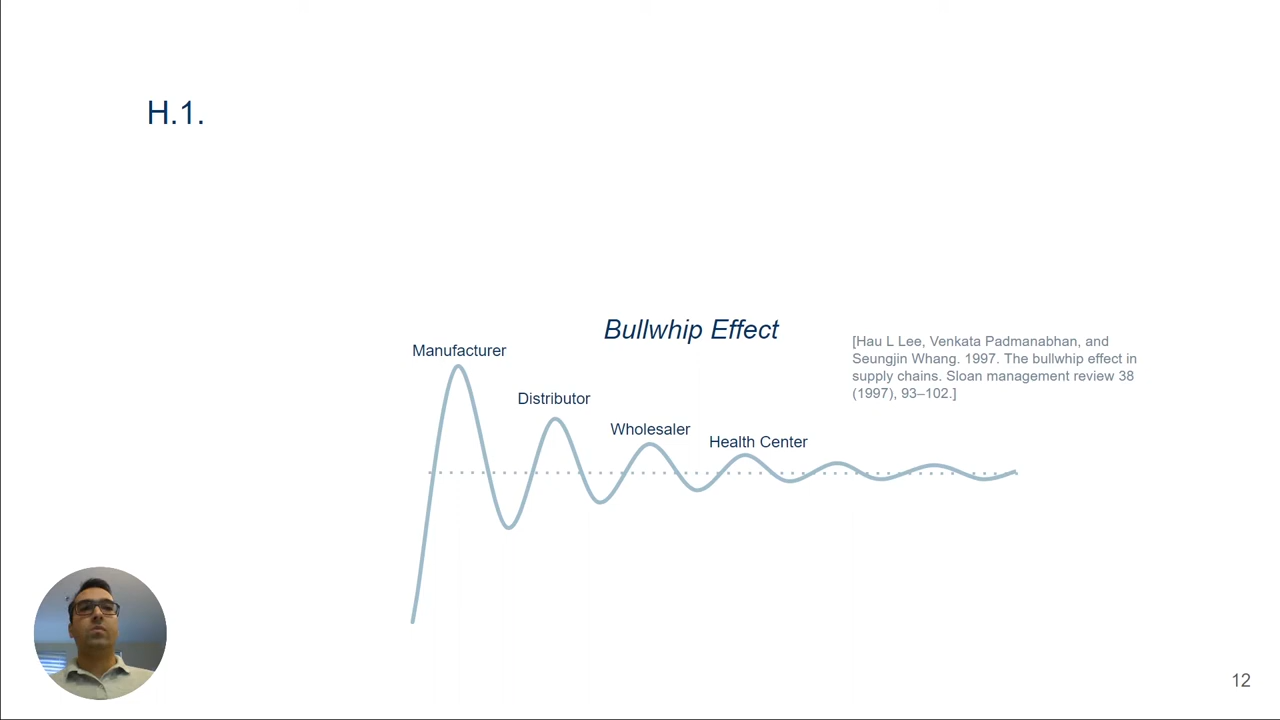 H.1.
Bullwhip Effect
[Hau L Lee, Venkata Padmanabhan, and
Seungjin Whang. 1997. The bullwhip effect in
supply chains. Sloan management review 38
(1997), 93–102.]
Manufacturer
Distributor
Wholesaler
Health Center
12